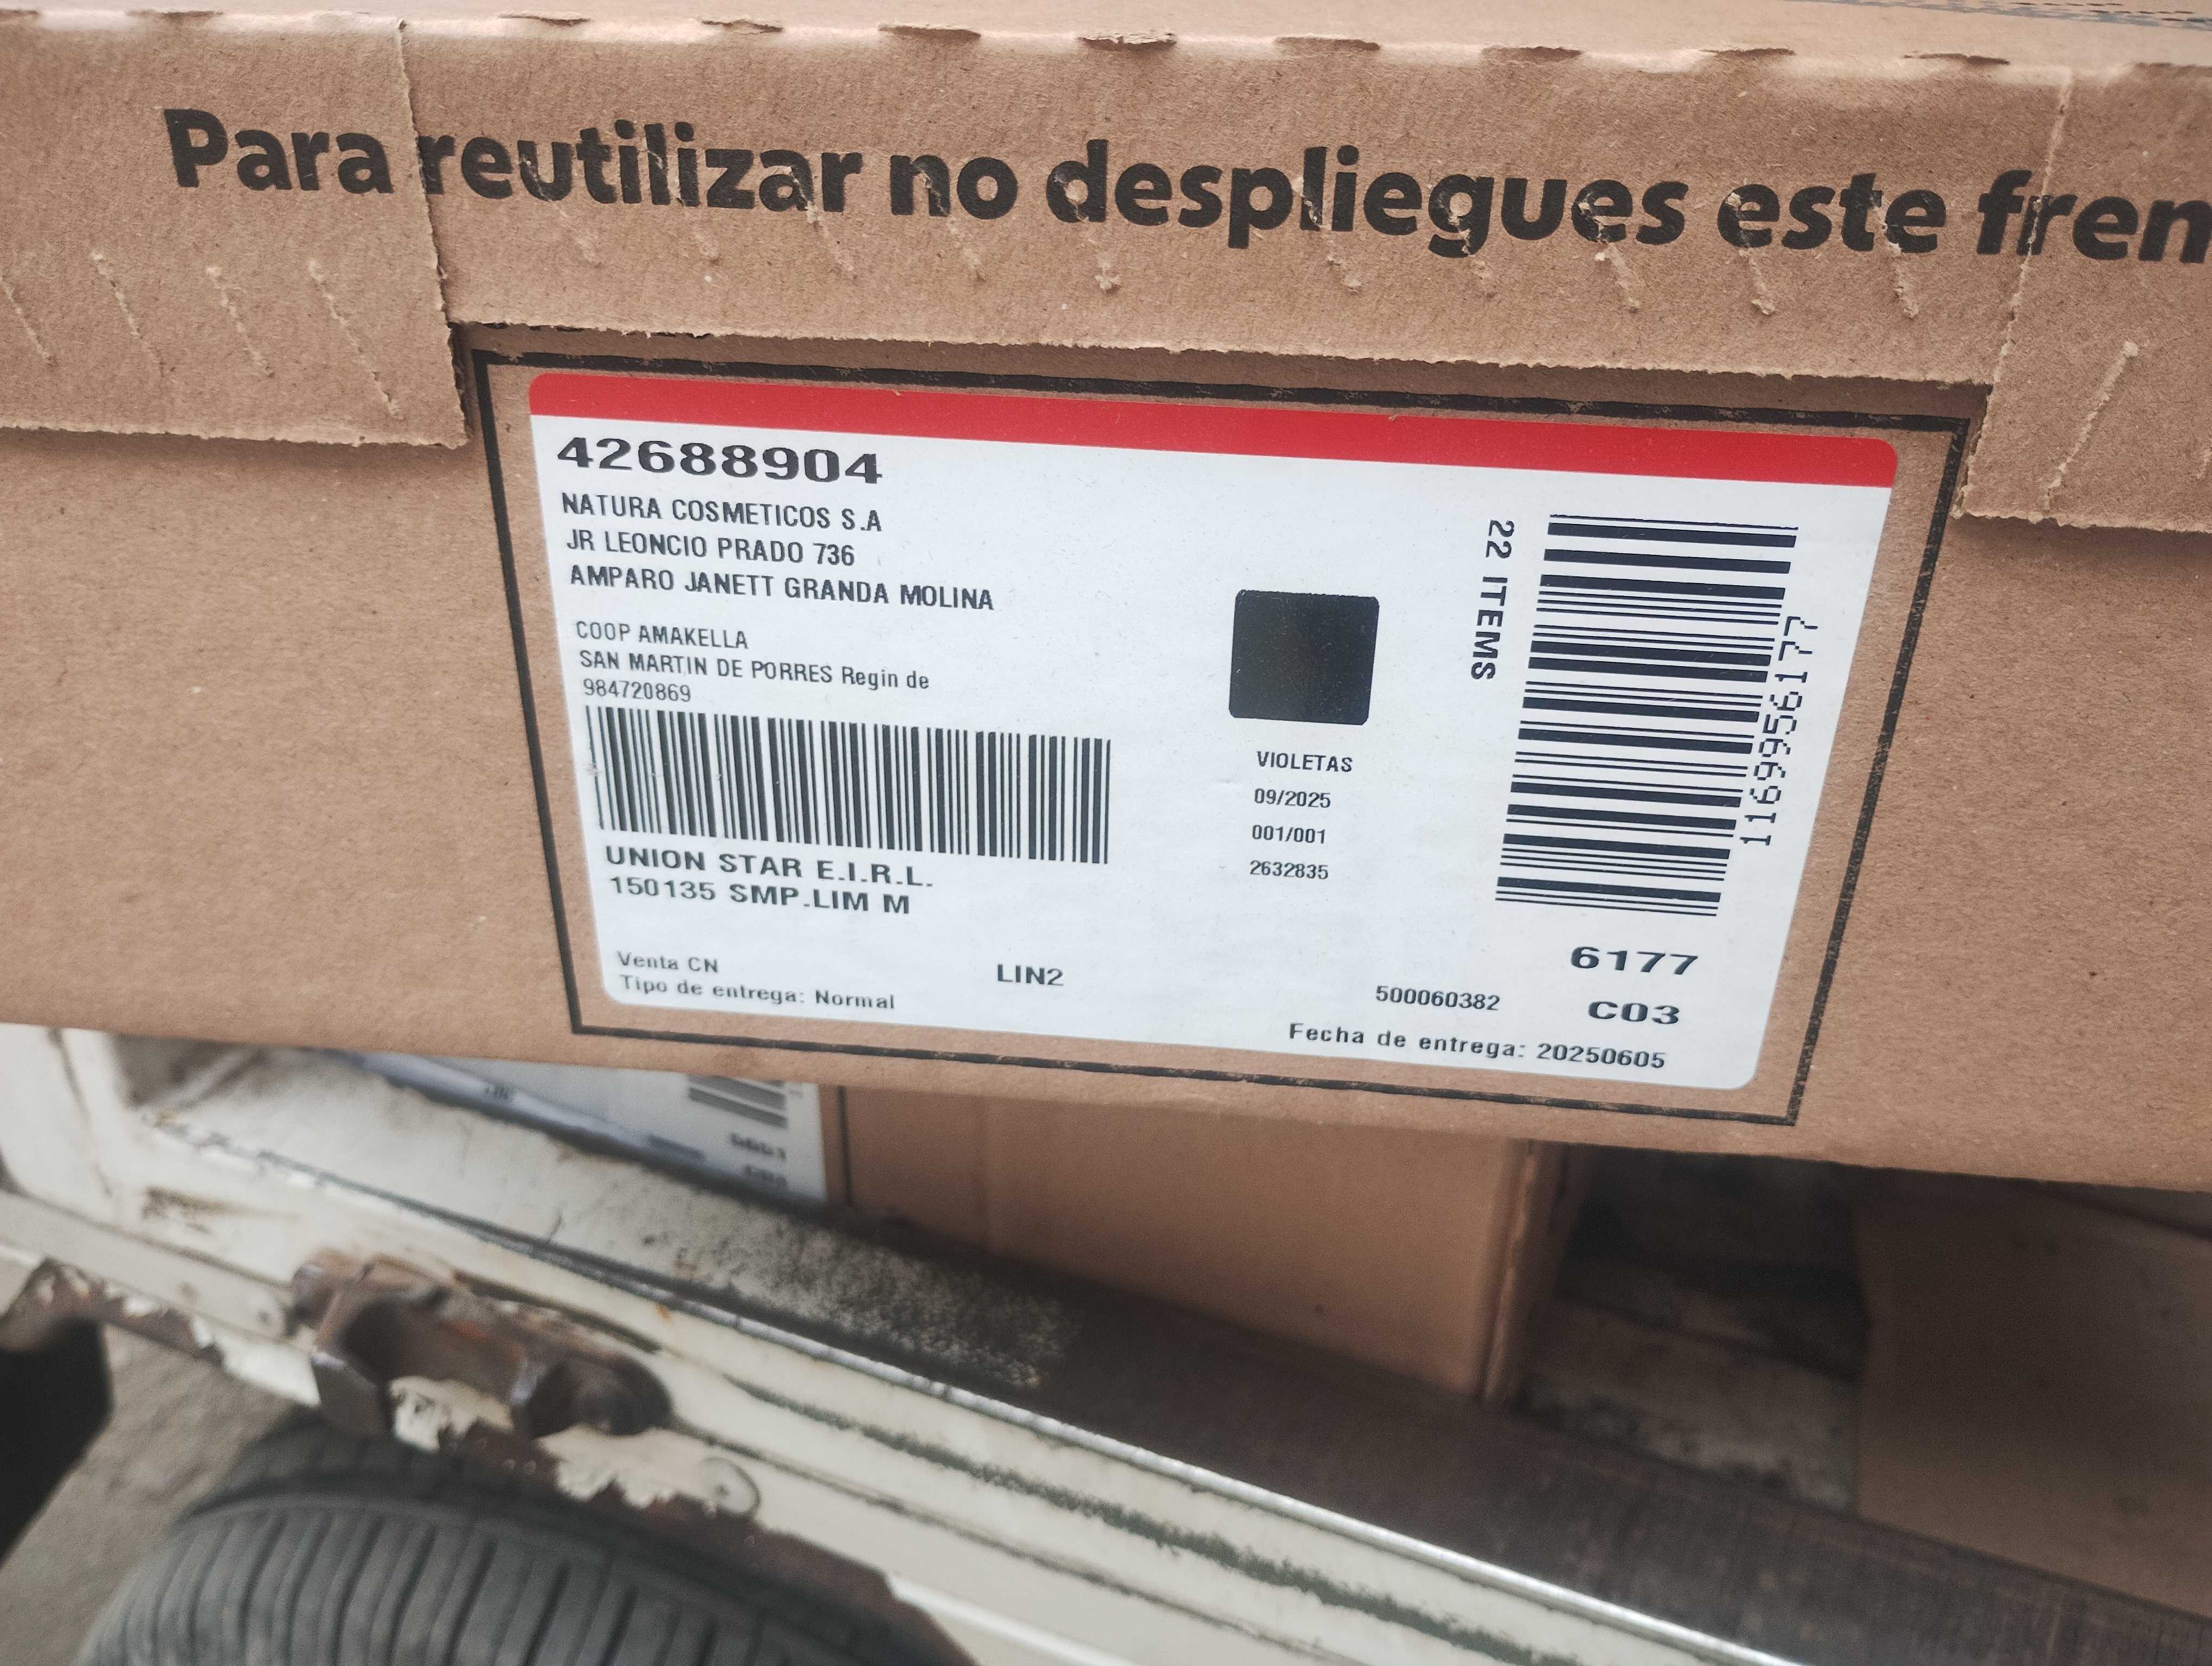 Para reutilizar no despliegues este fren
42688904
NATURA COSMETICOS S.A
JR LEONCIO PRADO 736
AMPARO JANETT GRANDA MOLINA
COOP AMAKELLA
SAN MARTIN DE PORRES Regin de
984720869
UNION STAR E.I.R.L.
150135 SMP.LIM M
Venta CN
Tipo de entrega: Normal
LIN2
VIOLETAS
09/2025
001/001
2632835
22 ITEMS
1169956177
6177
500060382
C03
Fecha de entrega: 20250605